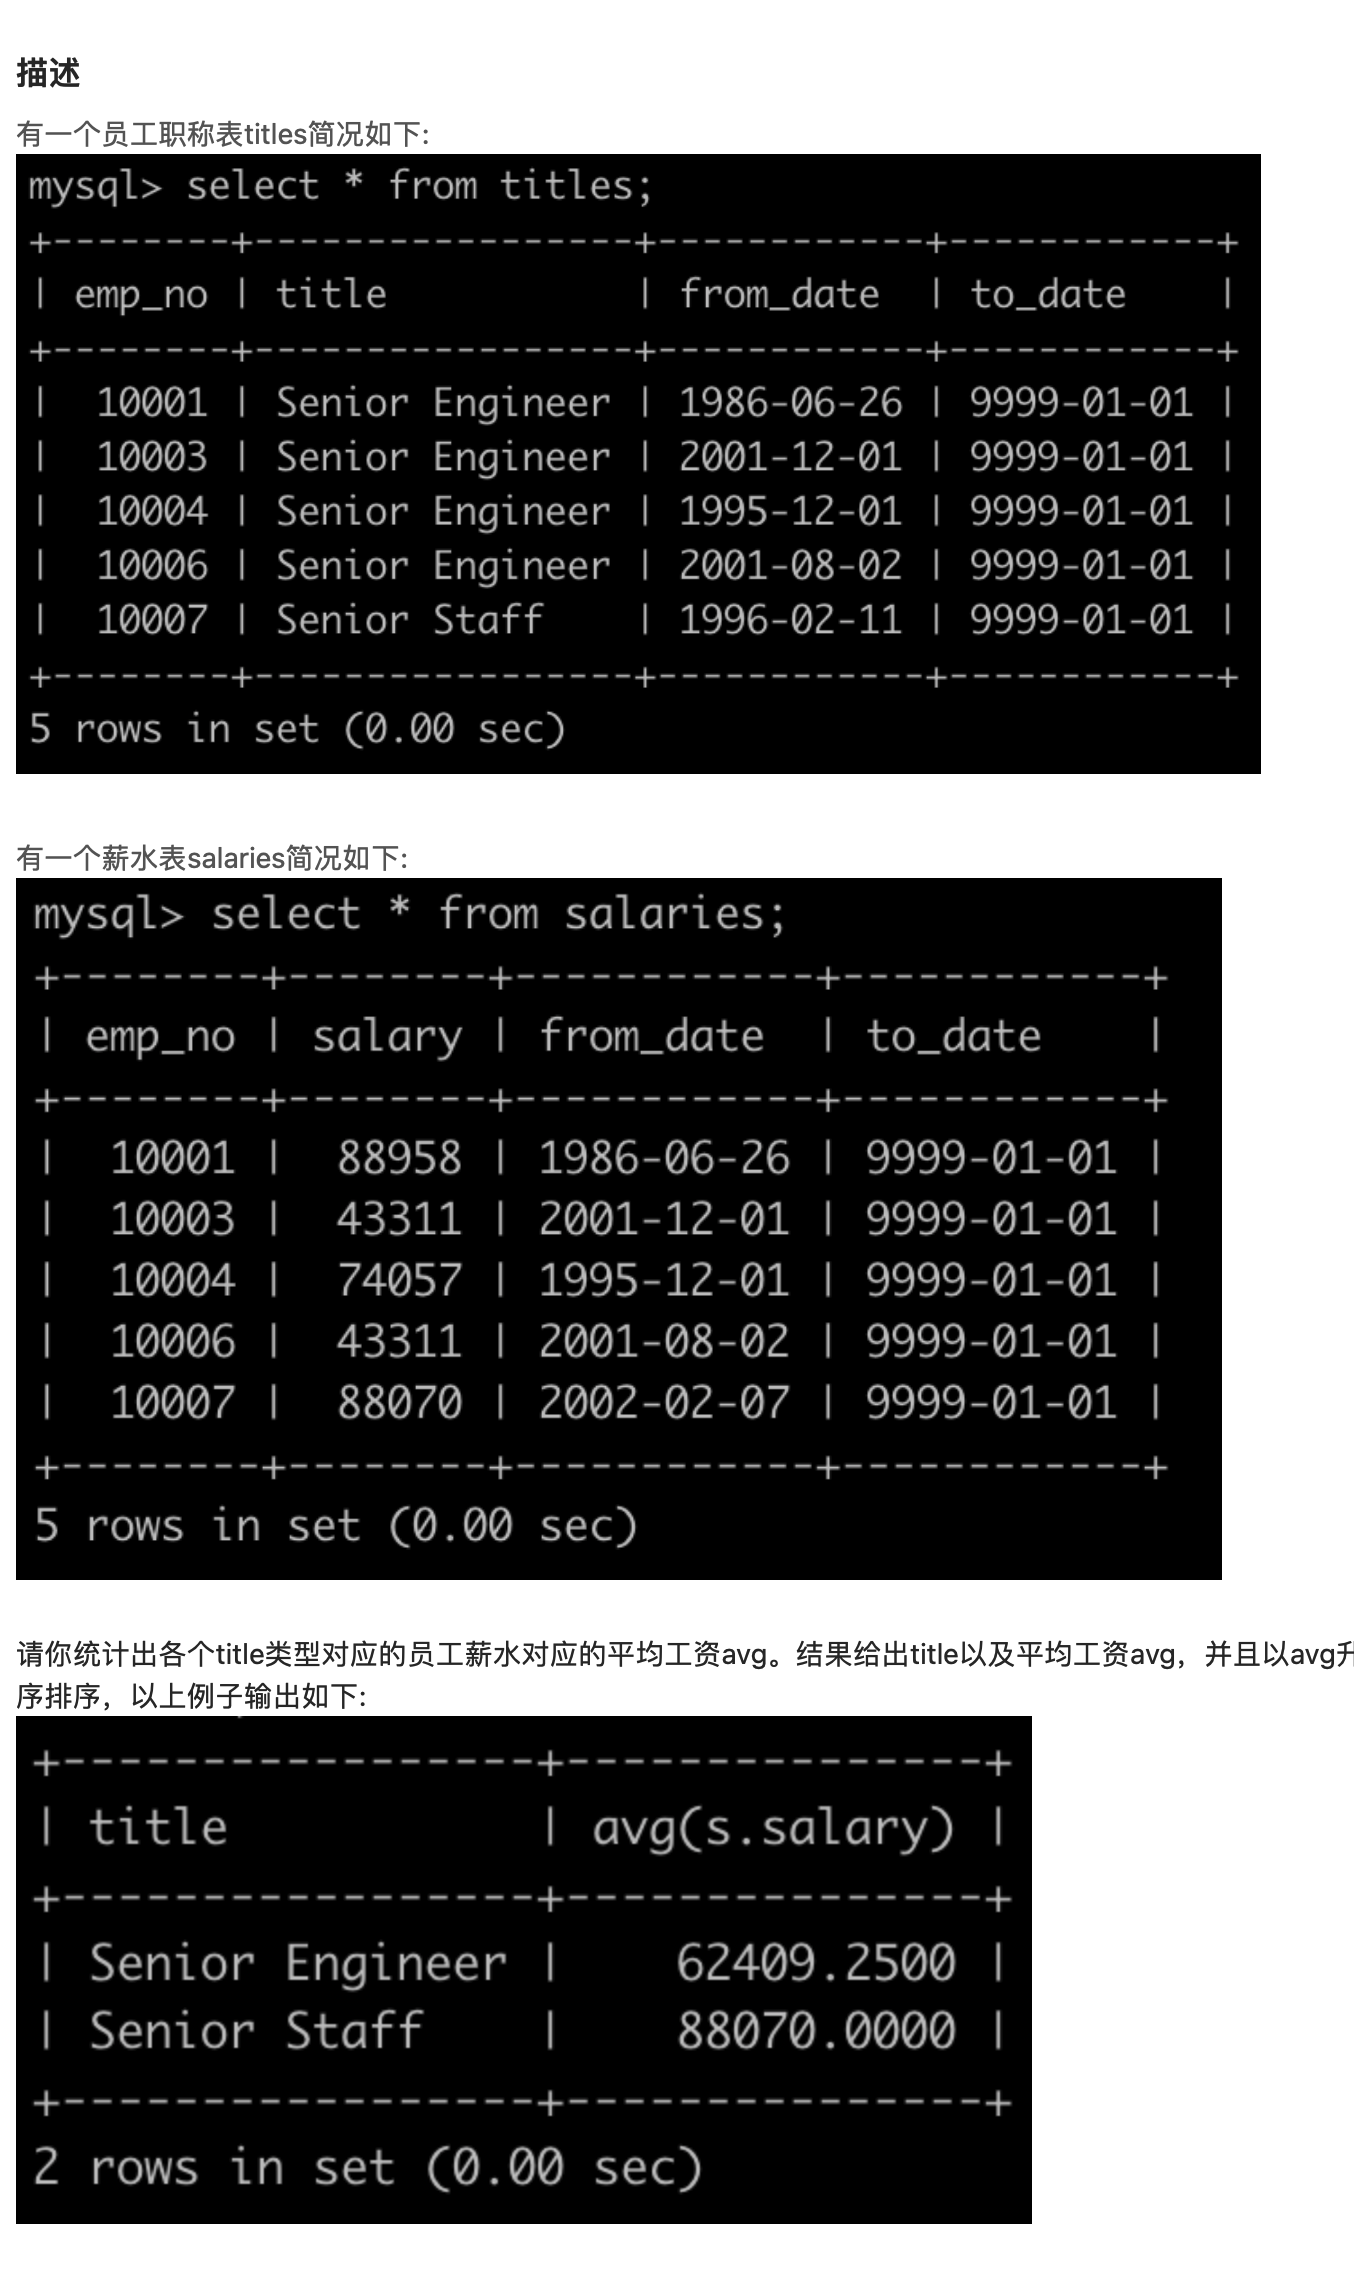 描述
有一个员工职称表titles简况如下:
mysql> select * from titles;
+--------+-----------------+------------+------------+
| emp_no | title           | from_date  | to_date    |
+--------+-----------------+------------+------------+
|  10001 | Senior Engineer | 1986-06-26 | 9999-01-01 |
|  10003 | Senior Engineer | 2001-12-01 | 9999-01-01 |
|  10004 | Senior Engineer | 1995-12-01 | 9999-01-01 |
|  10006 | Senior Engineer | 2001-08-02 | 9999-01-01 |
|  10007 | Senior Staff    | 1996-02-11 | 9999-01-01 |
+--------+-----------------+------------+------------+
5 rows in set (0.00 sec)
有一个薪水表salaries简况如下:
mysql> select * from salaries;
+--------+--------+------------+------------+
| emp_no | salary | from_date  | to_date    |
+--------+--------+------------+------------+
|  10001 |  88958 | 1986-06-26 | 9999-01-01 |
|  10003 |  43311 | 2001-12-01 | 9999-01-01 |
|  10004 |  74057 | 1995-12-01 | 9999-01-01 |
|  10006 |  43311 | 2001-08-02 | 9999-01-01 |
|  10007 |  88070 | 2002-02-07 | 9999-01-01 |
+--------+--------+------------+------------+
5 rows in set (0.00 sec)
请你统计出各个title类型对应的员工薪水对应的平均工资avg。结果给出title以及平均工资avg，并且以avg升
序排序，以上例子输出如下:
+-----------------+---------------+
| title           | avg(s.salary) |
+-----------------+---------------+
| Senior Engineer |    62409.2500 |
| Senior Staff    |    88070.0000 |
+-----------------+---------------+
2 rows in set (0.00 sec)